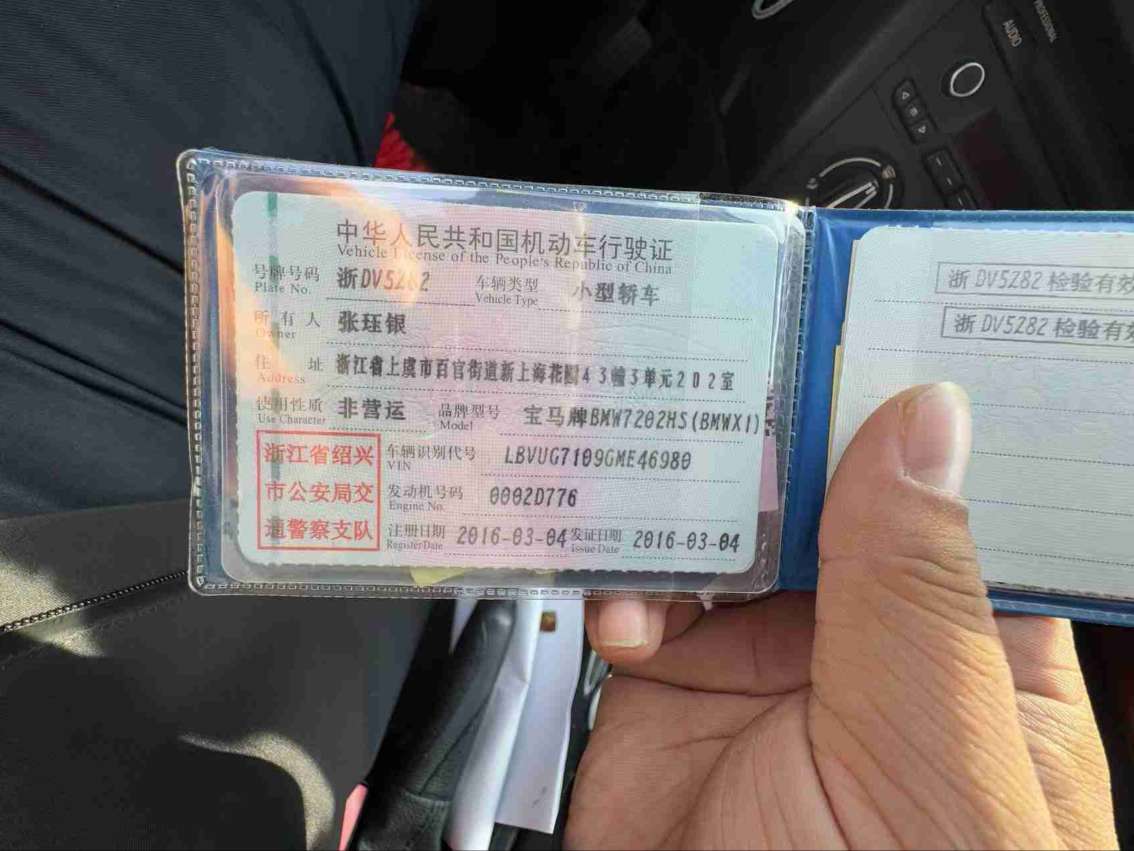 中华人民共和国机动车行驶证
Vehicle License of the People's Republic of China
号牌号码 浙DV5Z82 车辆类型 小型轿车
Plate No. Vehicle Type
所有人 张珏银
Owner
住址 浙江省上虞市百官街道新上海花园43幢3单元202室
Address
使用性质 非营运 品牌型号 宝马牌BMW7202HS(BMWX1)
Use Character Model
浙江省绍兴
市公安局交
通警察支队
车辆识别代号 LBVUG7109GME46980
VIN
发动机号码 0002D776
Engine No.
注册日期 2016-03-04 发证日期 2016-03-04
Register Date Issue Date
浙DV5Z82检验有效
浙DV5Z82检验有效
AUDIO
PROFESSIONAL